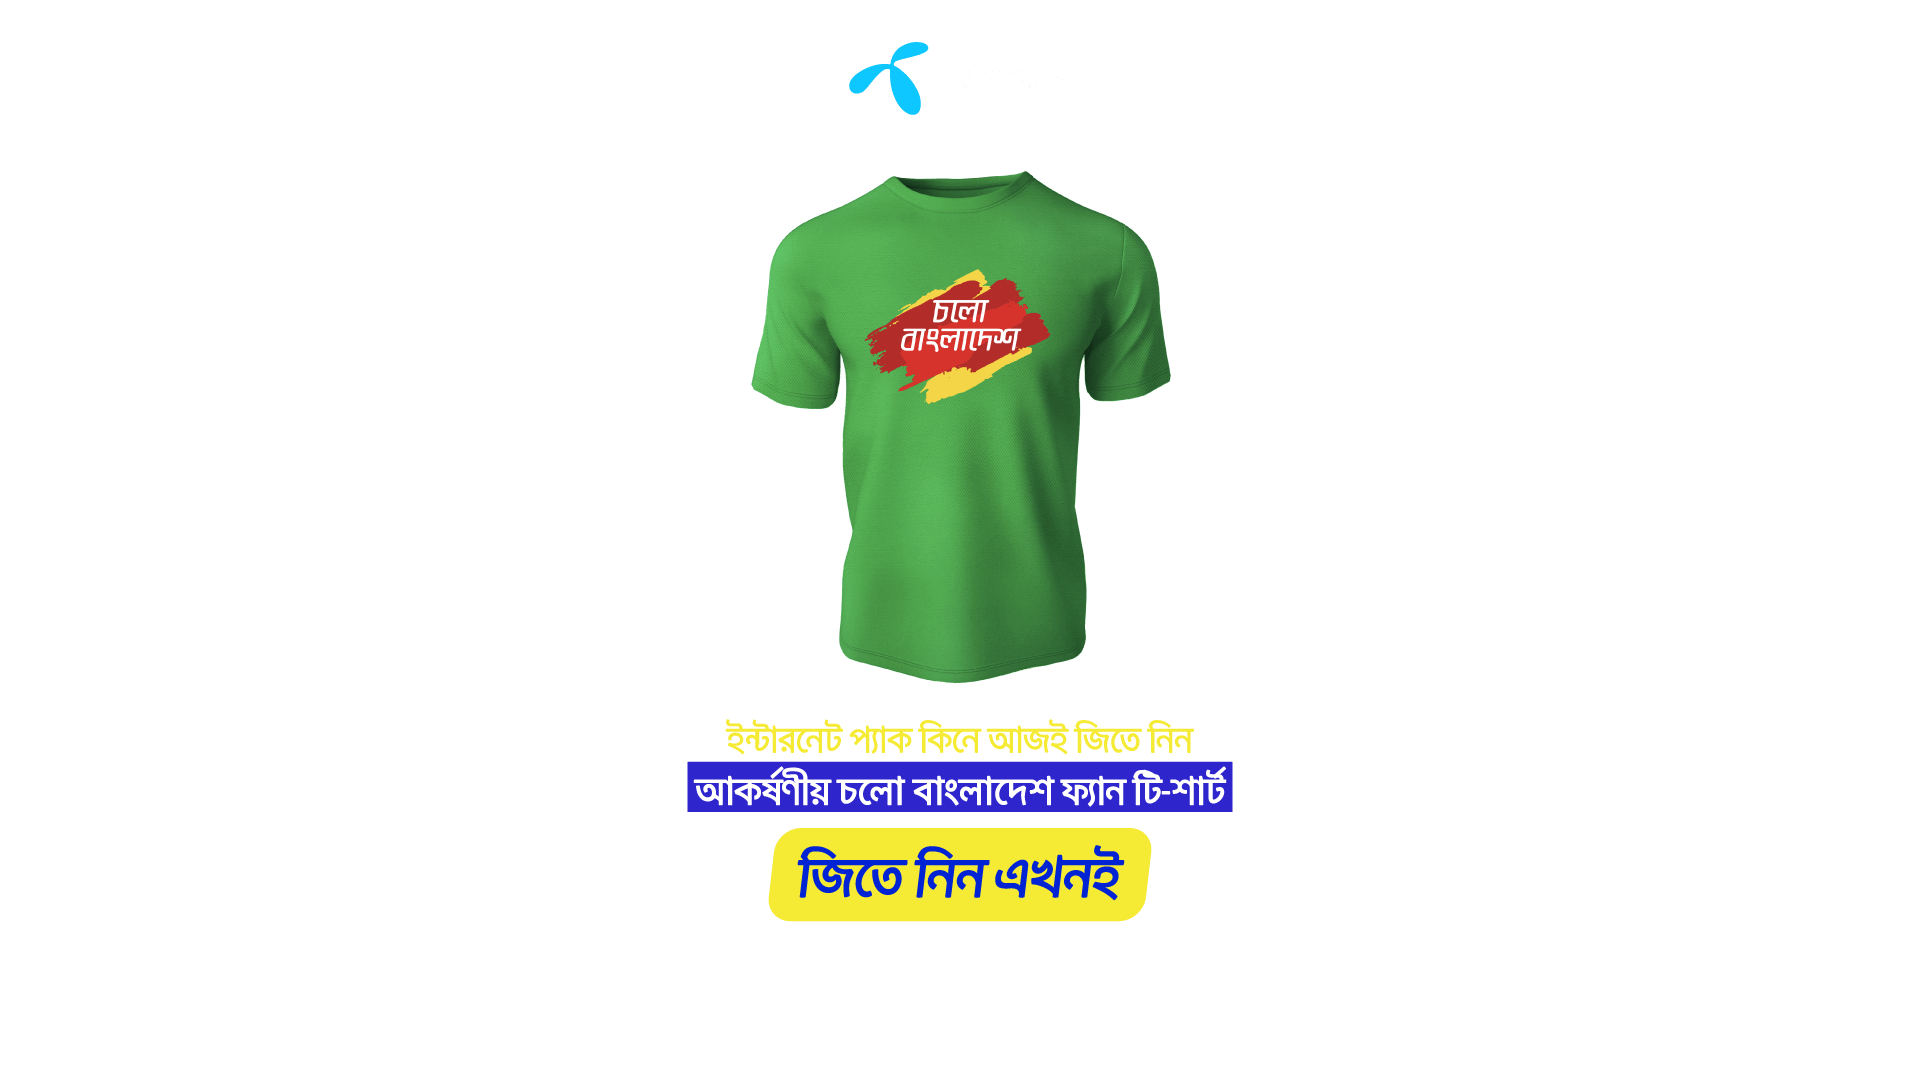 চলো
বাংলাদেশ
ইন্টারনেট প্যাক কিনে আজই জিতে নিন
আকর্ষণীয় চলো বাংলাদেশ ফ্যান টি-শার্ট
জিতে নিন এখনই